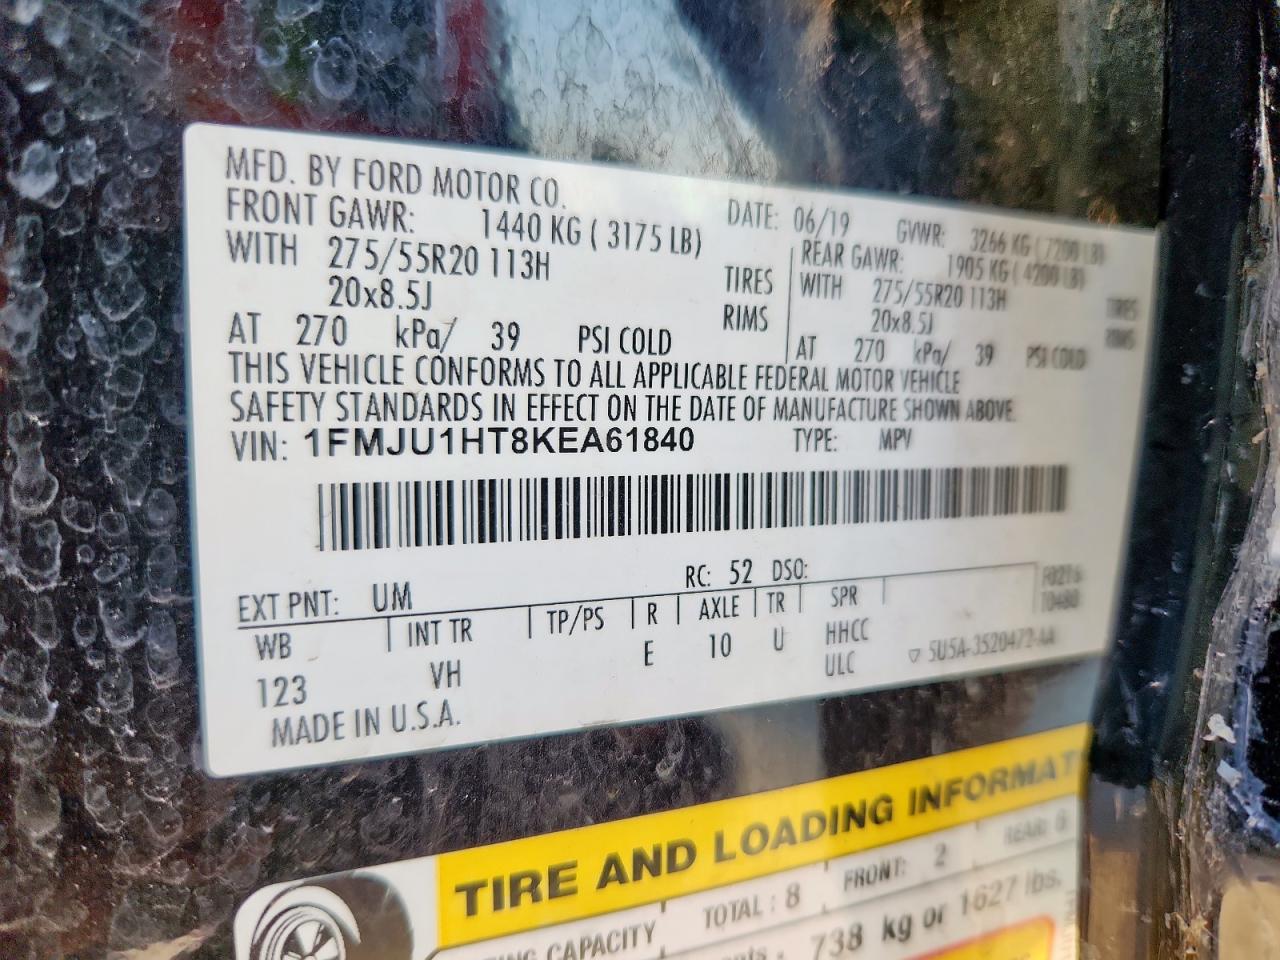 MFD. BY FORD MOTOR CO. DATE: 06/19 GVWR: 3266 KG ( 7200 LB)
FRONT GAWR: 1440 KG ( 3175 LB) REAR GAWR: 1905 KG ( 4200 LB)
WITH 275/55R20 113H TIRES WITH 275/55R20 113H TIRES
20x8.5J RIMS 20x8.5J RIMS
AT 270 kPa/ 39 PSI COLD AT 270 kPa/ 39 PSI COLD
THIS VEHICLE CONFORMS TO ALL APPLICABLE FEDERAL MOTOR VEHICLE
SAFETY STANDARDS IN EFFECT ON THE DATE OF MANUFACTURE SHOWN ABOVE.
VIN: 1FMJU1HT8KEA61840 TYPE: MPV
EXT PNT: UM RC: 52 DSO:
WB INT TR TP/PS R AXLE TR SPR
123 VH E 10 U HHCC
ULC ▽ 5U5A-3520472-AA
MADE IN U.S.A.
TIRE AND LOADING INFORMAT
CAPACITY TOTAL : 8 FRONT: 2 REAR: 6
738 kg or 1627 lbs.